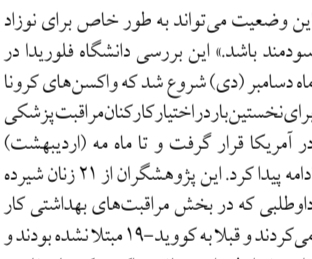 این وضعیت می‌تواند به طور خاص برای نوزاد
سودمند باشد.» این بررسی دانشگاه فلوریدا در
ماه دسامبر (دی) شروع شد که واکسن‌های کرونا
برای نخستین بار در اختیار کارکنان مراقبت پزشکی
در آمریکا قرار گرفت و تا ماه مه (اردیبهشت)
ادامه پیدا کرد. این پژوهشگران از ۲۱ زنان شیرده
داوطلبی که در بخش مراقبت‌های بهداشتی کار
می‌کردند و قبلا به کووید-۱۹ مبتلا نشده بودند و